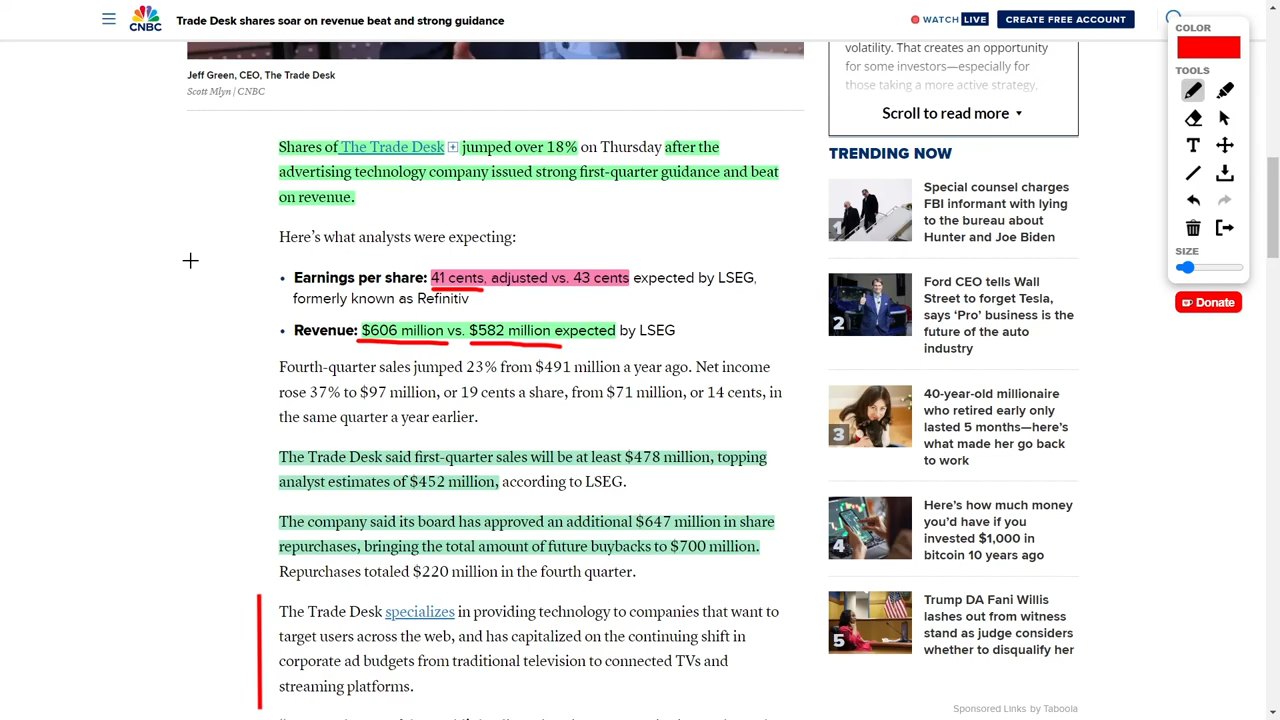 CNBC
Trade Desk shares soar on revenue beat and strong guidance
WATCH LIVE
CREATE FREE ACCOUNT
Jeff Green, CEO, The Trade Desk
Scott Mlyn | CNBC
Shares of The Trade Desk + jumped over 18% on Thursday after the
advertising technology company issued strong first-quarter guidance and beat
on revenue.
Here’s what analysts were expecting:
• Earnings per share: 41 cents, adjusted vs. 43 cents expected by LSEG,
formerly known as Refinitiv
• Revenue: $606 million vs. $582 million expected by LSEG
Fourth-quarter sales jumped 23% from $491 million a year ago. Net income
rose 37% to $97 million, or 19 cents a share, from $71 million, or 14 cents, in
the same quarter a year earlier.
The Trade Desk said first-quarter sales will be at least $478 million, topping
analyst estimates of $452 million, according to LSEG.
The company said its board has approved an additional $647 million in share
repurchases, bringing the total amount of future buybacks to $700 million.
Repurchases totaled $220 million in the fourth quarter.
The Trade Desk specializes in providing technology to companies that want to
target users across the web, and has capitalized on the continuing shift in
corporate ad budgets from traditional television to connected TVs and
streaming platforms.
volatility. That creates an opportunity
for some investors—especially for
those taking a more active strategy,
Scroll to read more
TRENDING NOW
1
Special counsel charges
FBI informant with lying
to the bureau about
Hunter and Joe Biden
2
Ford CEO tells Wall
Street to forget Tesla,
says ‘Pro’ business is the
future of the auto
industry
3
40-year-old millionaire
who retired early only
lasted 5 months—here’s
what made her go back
to work
4
Here’s how much money
you’d have if you
invested $1,000 in
bitcoin 10 years ago
5
Trump DA Fani Willis
lashes out from witness
stand as judge considers
whether to disqualify her
Sponsored Links by Taboola
COLOR
TOOLS
T
SIZE
Donate